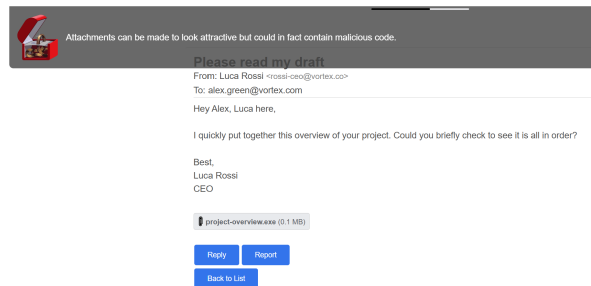 Attachments can be made to look attractive but could in fact contain malicious code.
Please read my draft
From: Luca Rossi <rossi-ceo@vortex.co>
To: alex.green@vortex.com
Hey Alex, Luca here,
I quickly put together this overview of your project. Could you briefly check to see it is all in order?
Best,
Luca Rossi
CEO
project-overview.exe (0.1 MB)
Reply Report
Back to List